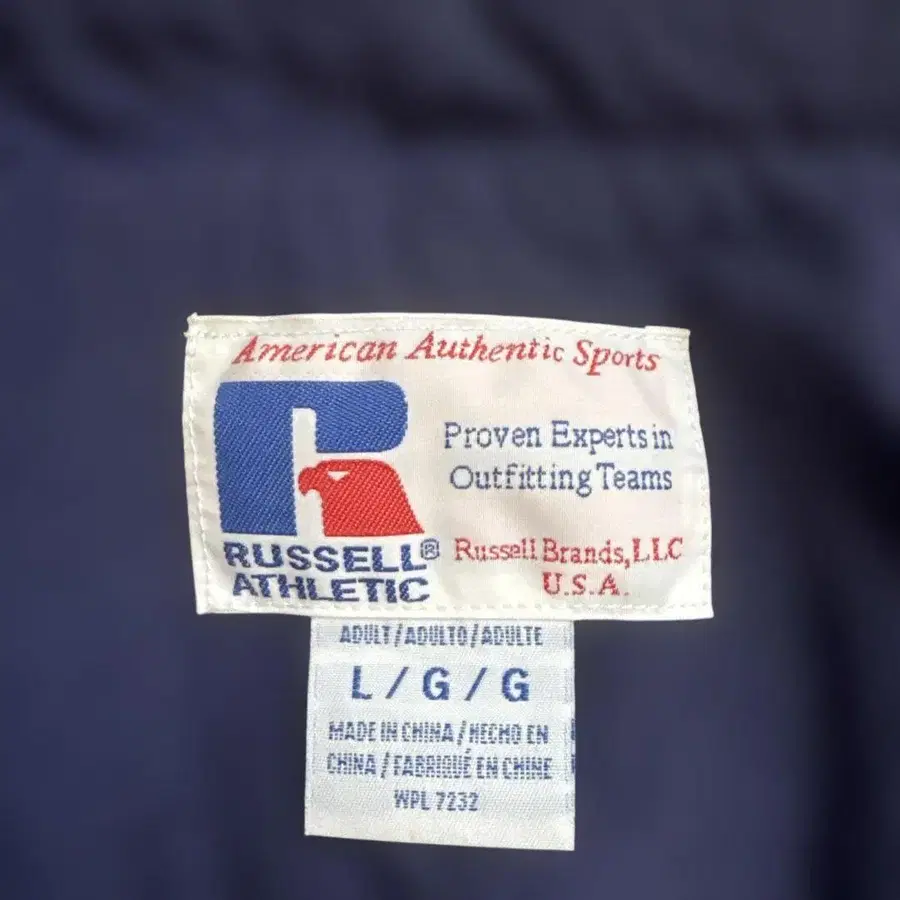 American Authentic Sports
Proven Experts in
Outfitting Teams
RUSSELL®
ATHLETIC
Russell Brands, LLC
U.S.A.
ADULT/ADULTO/ADULTE
L/G/G
MADE IN CHINA/HECHO EN
CHINA/FABRIQUÉ EN CHINE
WPL 7232